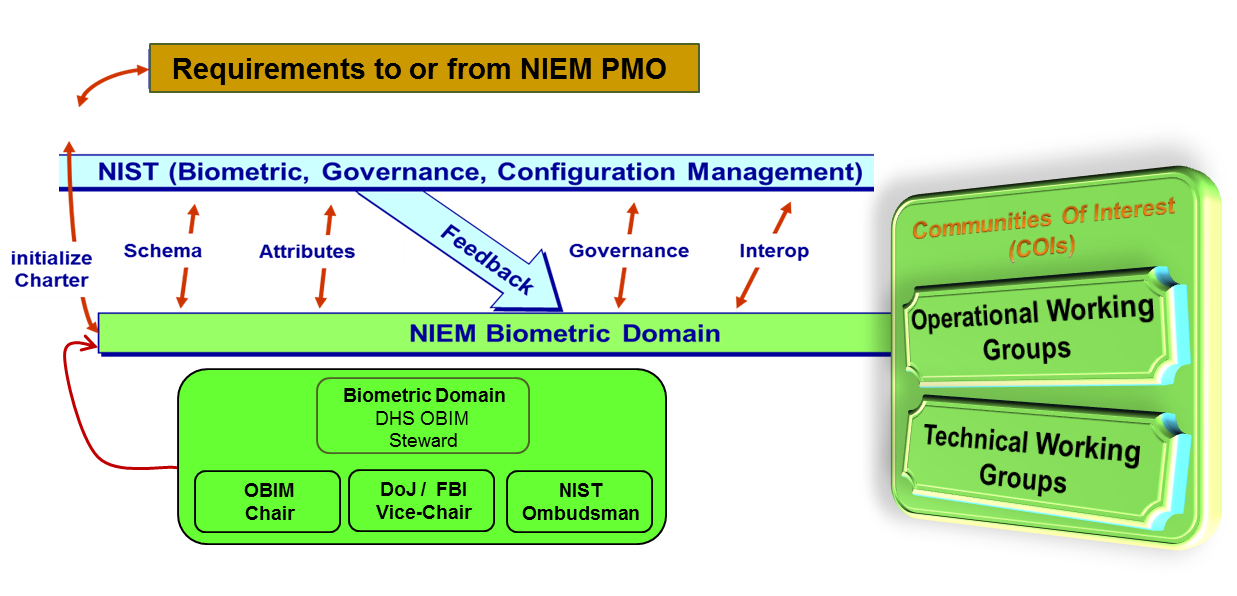 Requirements to or from NIEM PMO
NIST (Biometric, Governance, Configuration Management)
initialize
Charter
Schema
Attributes
Feedback
Governance
Interop
NIEM Biometric Domain
Biometric Domain
DHS OBIM
Steward
OBIM
Chair
DoJ / FBI
Vice-Chair
NIST
Ombudsman
Communities Of Interest
(COIs)
Operational Working
Groups
Technical Working
Groups